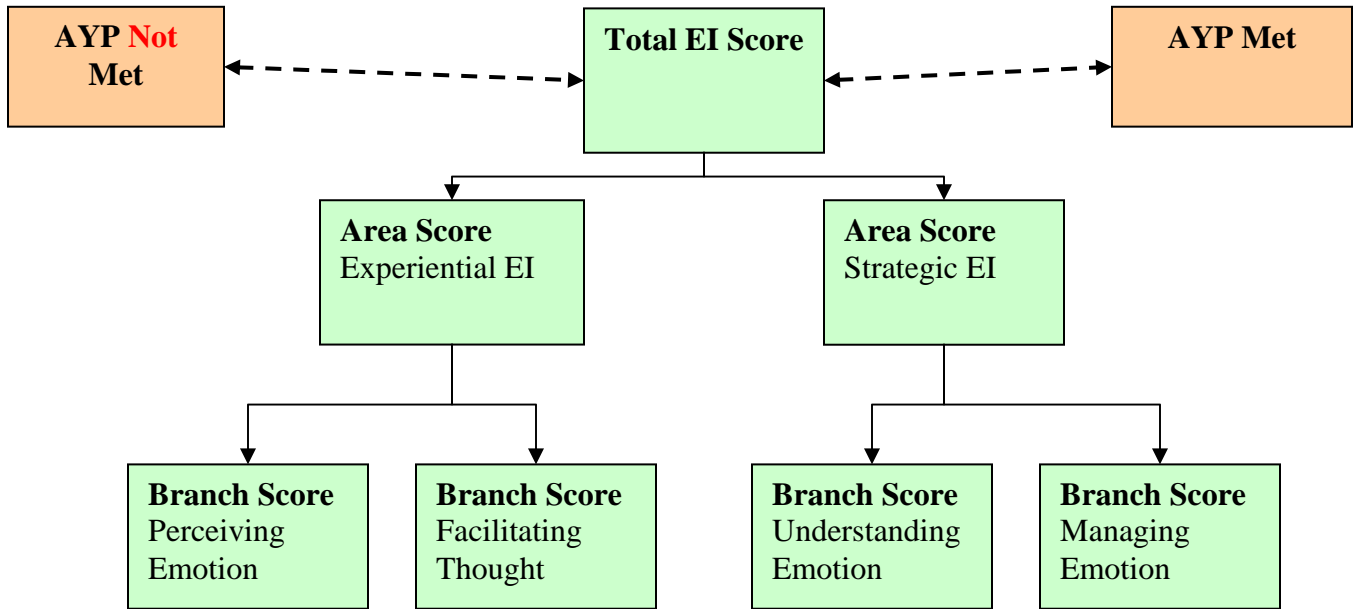 AYP Not
Met
Total EI Score
AYP Met
Area Score
Experiential EI
Area Score
Strategic EI
Branch Score
Perceiving
Emotion
Branch Score
Facilitating
Thought
Branch Score
Understanding
Emotion
Branch Score
Managing
Emotion